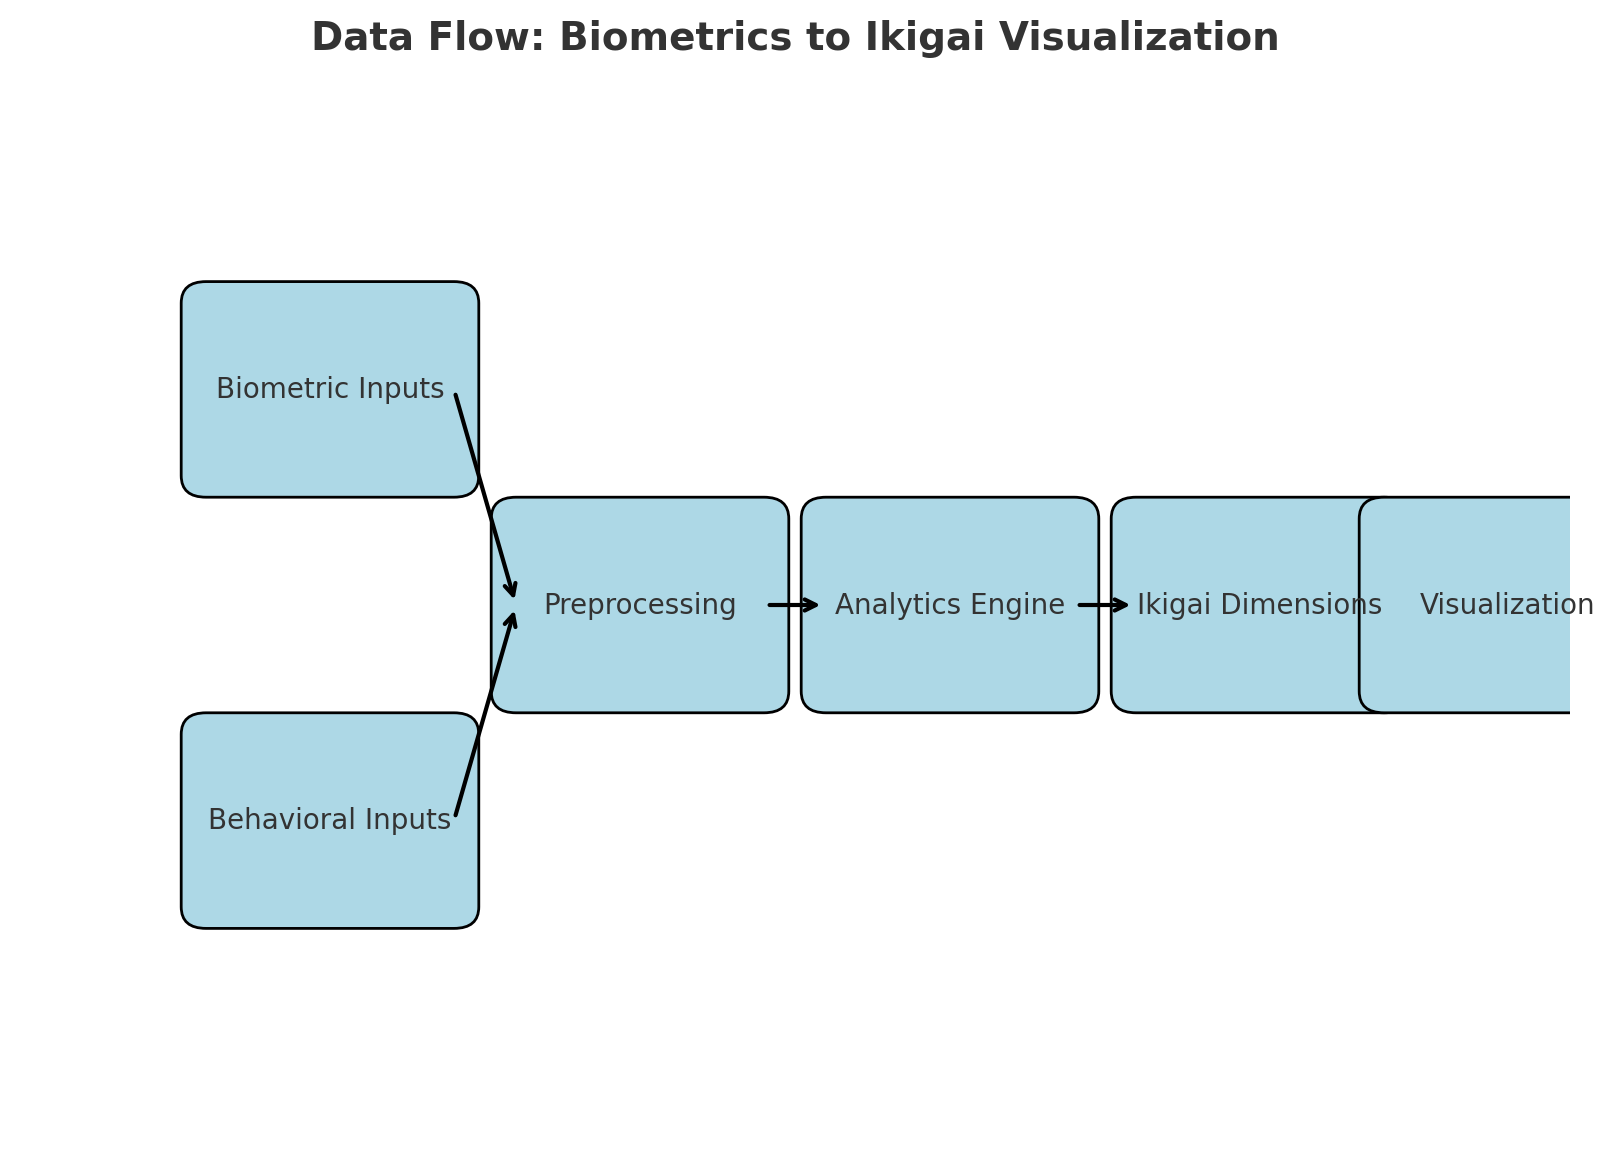 Data Flow: Biometrics to Ikigai Visualization
Biometric Inputs
Preprocessing
Analytics Engine
Ikigai Dimensions
Visualization
Behavioral Inputs